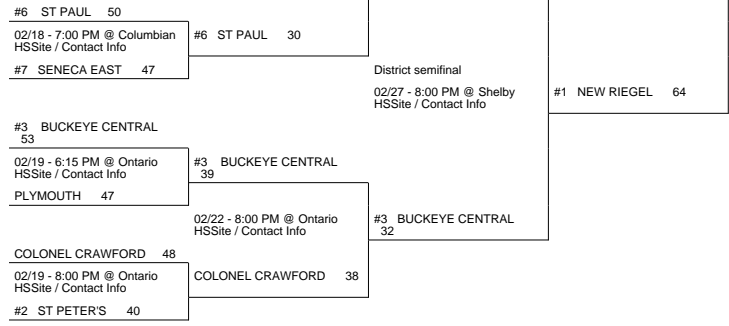 #6 ST PAUL 50
02/18 - 7:00 PM @ Columbian
HSSite / Contact Info
#7 SENECA EAST 47
#6 ST PAUL 30
District semifinal
02/27 - 8:00 PM @ Shelby
HSSite / Contact Info
#1 NEW RIEGEL 64
#3 BUCKEYE CENTRAL
53
02/19 - 6:15 PM @ Ontario
HSSite / Contact Info
PLYMOUTH 47
#3 BUCKEYE CENTRAL
39
02/22 - 8:00 PM @ Ontario
HSSite / Contact Info
#3 BUCKEYE CENTRAL
32
COLONEL CRAWFORD 48
02/19 - 8:00 PM @ Ontario
HSSite / Contact Info
#2 ST PETER'S 40
COLONEL CRAWFORD 38